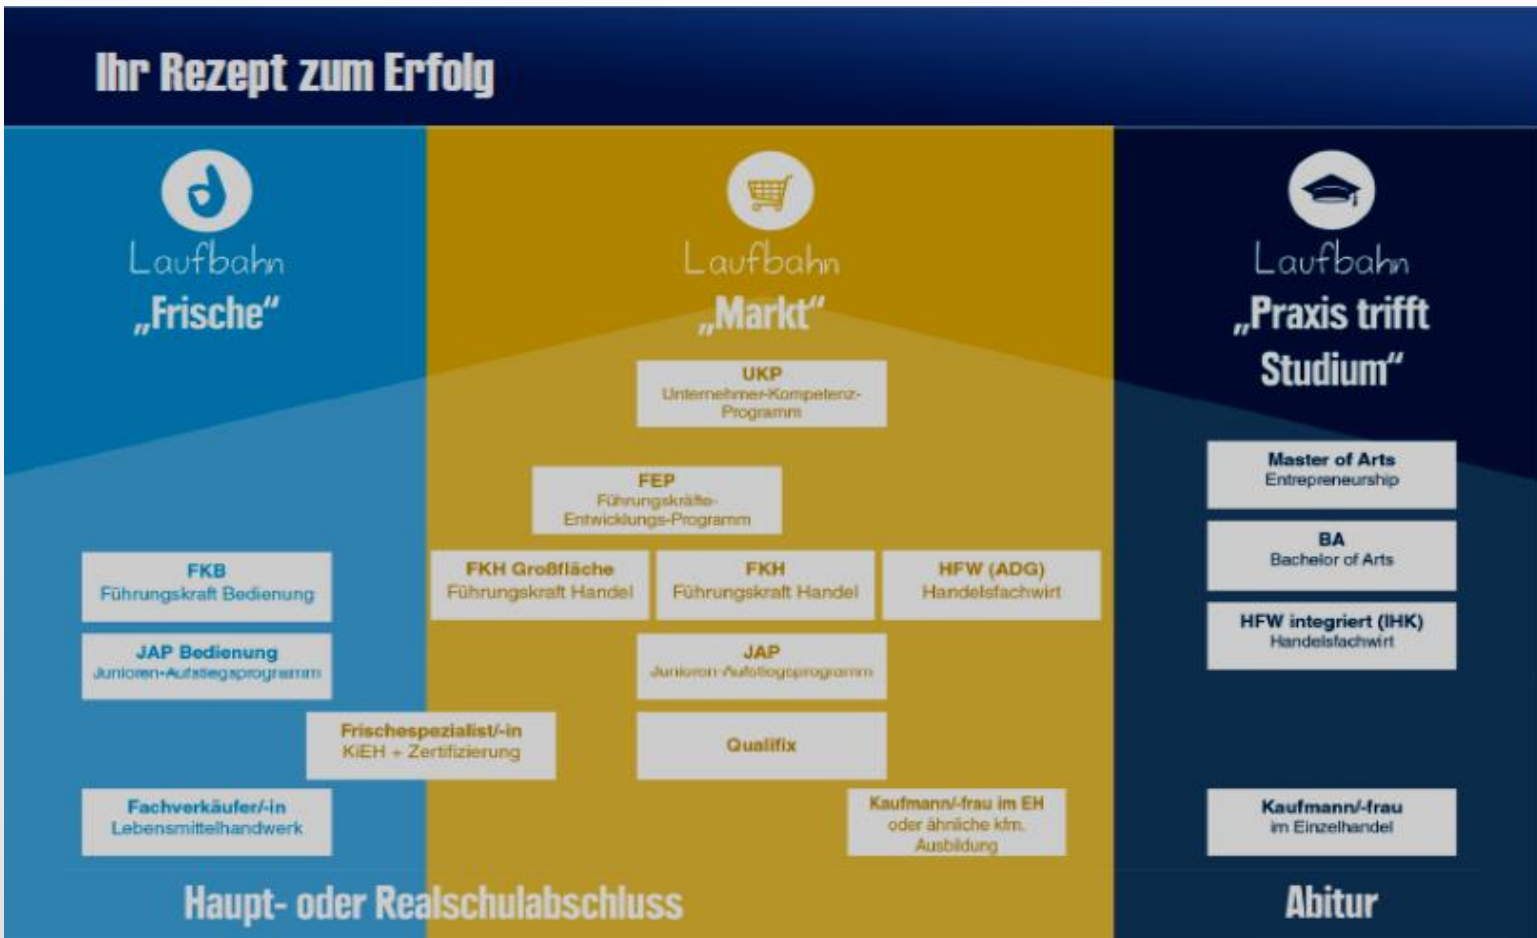 Ihr Rezept zum Erfolg
Laufbahn
„Frische“
FKB
Führungskraft Bedienung
JAP Bedienung
Junioren-Aufstiegsprogramm
Frischespezialist/-in
KiEH + Zertifizierung
Fachverkäufer/-in
Lebensmittelhandwerk
Laufbahn
„Markt“
UKP
Unternehmer-Kompetenz-
Programm
FEP
Führungskräfte-
Entwicklungs-Programm
FKH Großfläche
Führungskraft Handel
FKH
Führungskraft Handel
HFW (ADG)
Handelsfachwirt
JAP
Junioren-Aufstiegsprogramm
Qualifix
Kaufmann/-frau im EH
oder ähnliche kfm.
Ausbildung
Haupt- oder Realschulabschluss
Laufbahn
„Praxis trifft
Studium“
Master of Arts
Entrepreneurship
BA
Bachelor of Arts
HFW integriert (IHK)
Handelsfachwirt
Kaufmann/-frau
im Einzelhandel
Abitur